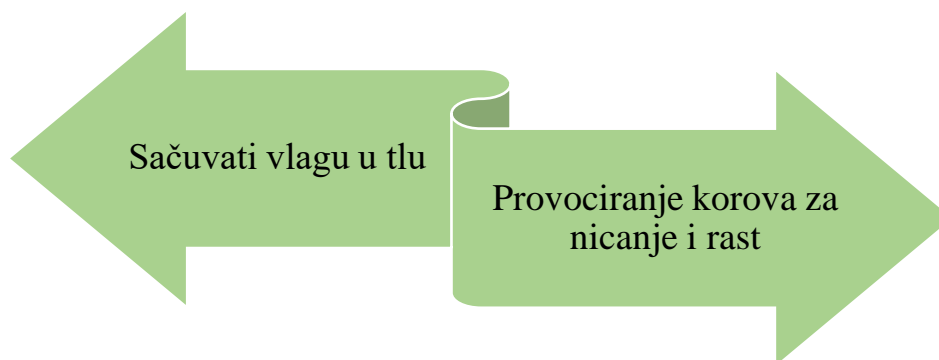 Sačuvati vlagu u tlu
Provociranje korova za
nicanje i rast